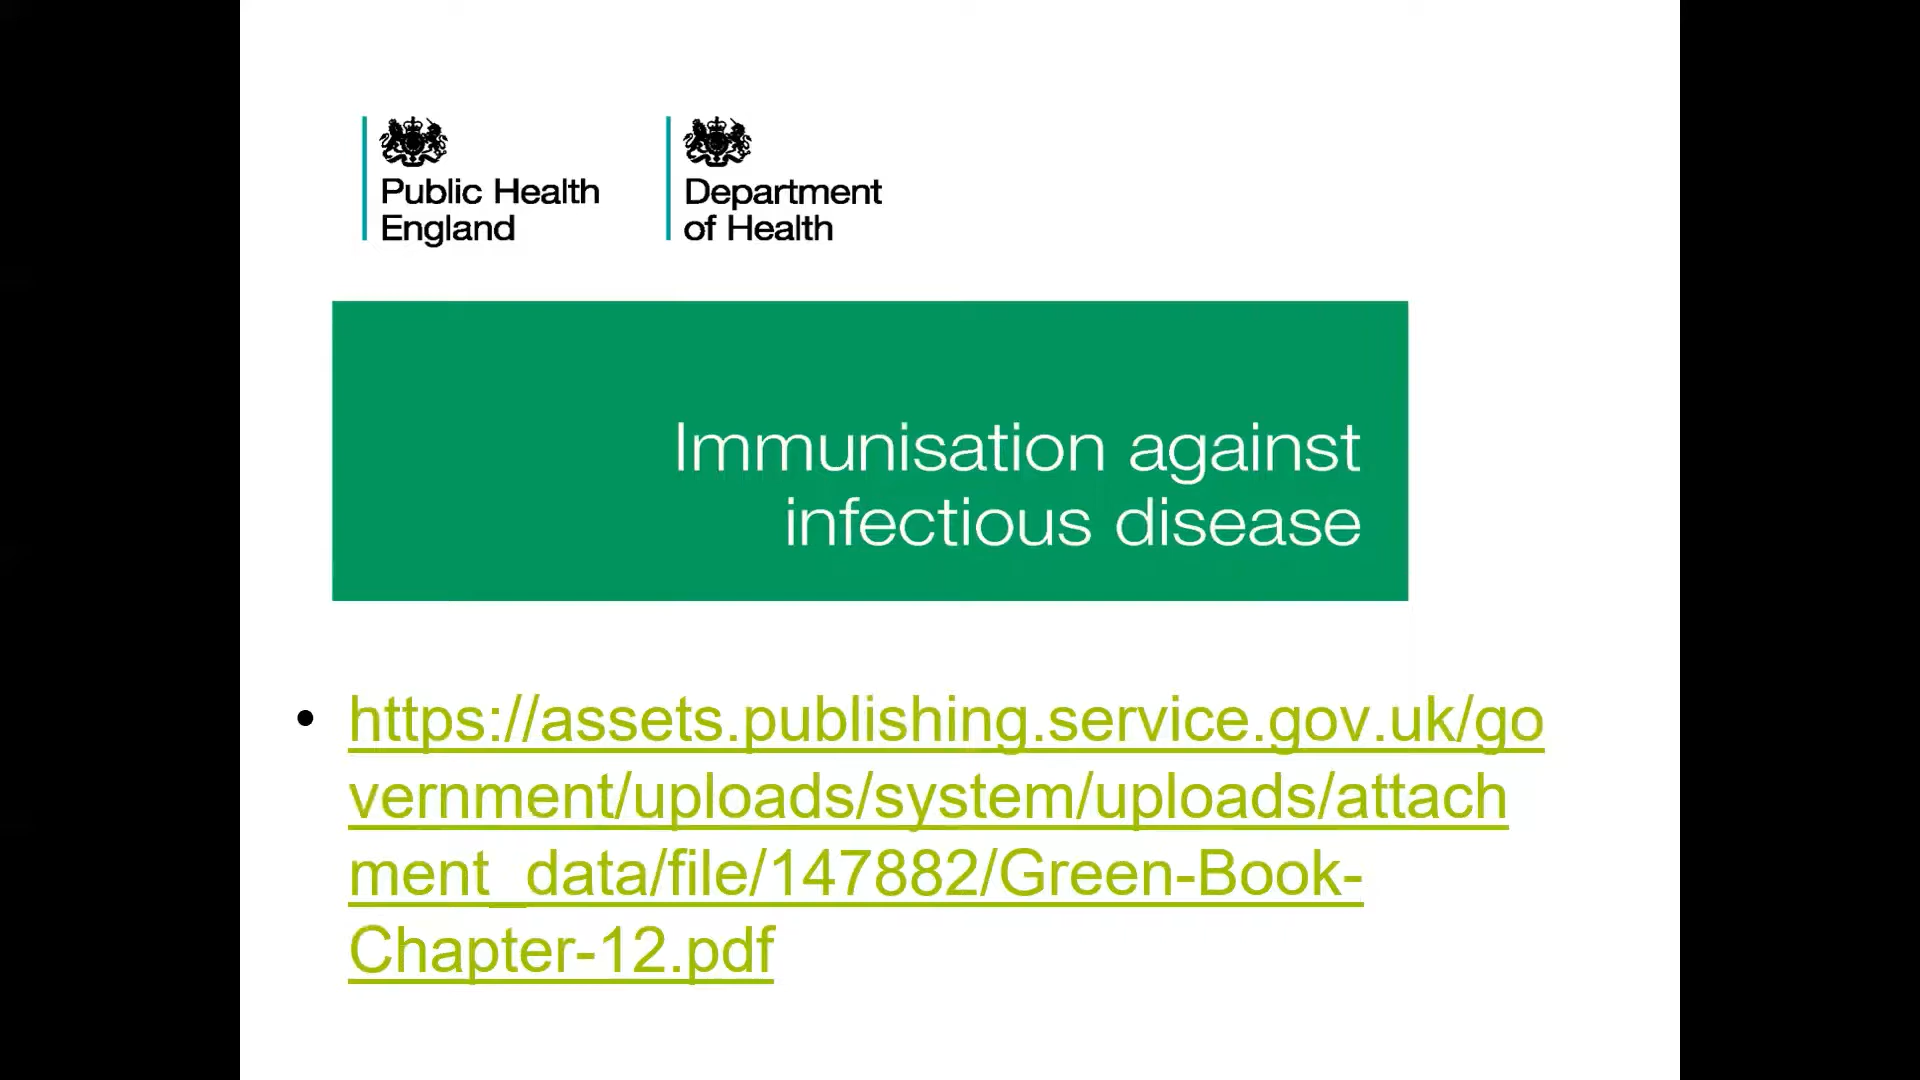 Public Health
England
Department
of Health
Immunisation against
infectious disease
• https://assets.publishing.service.gov.uk/go
vernment/uploads/system/uploads/attach
ment_data/file/147882/Green-Book-
Chapter-12.pdf